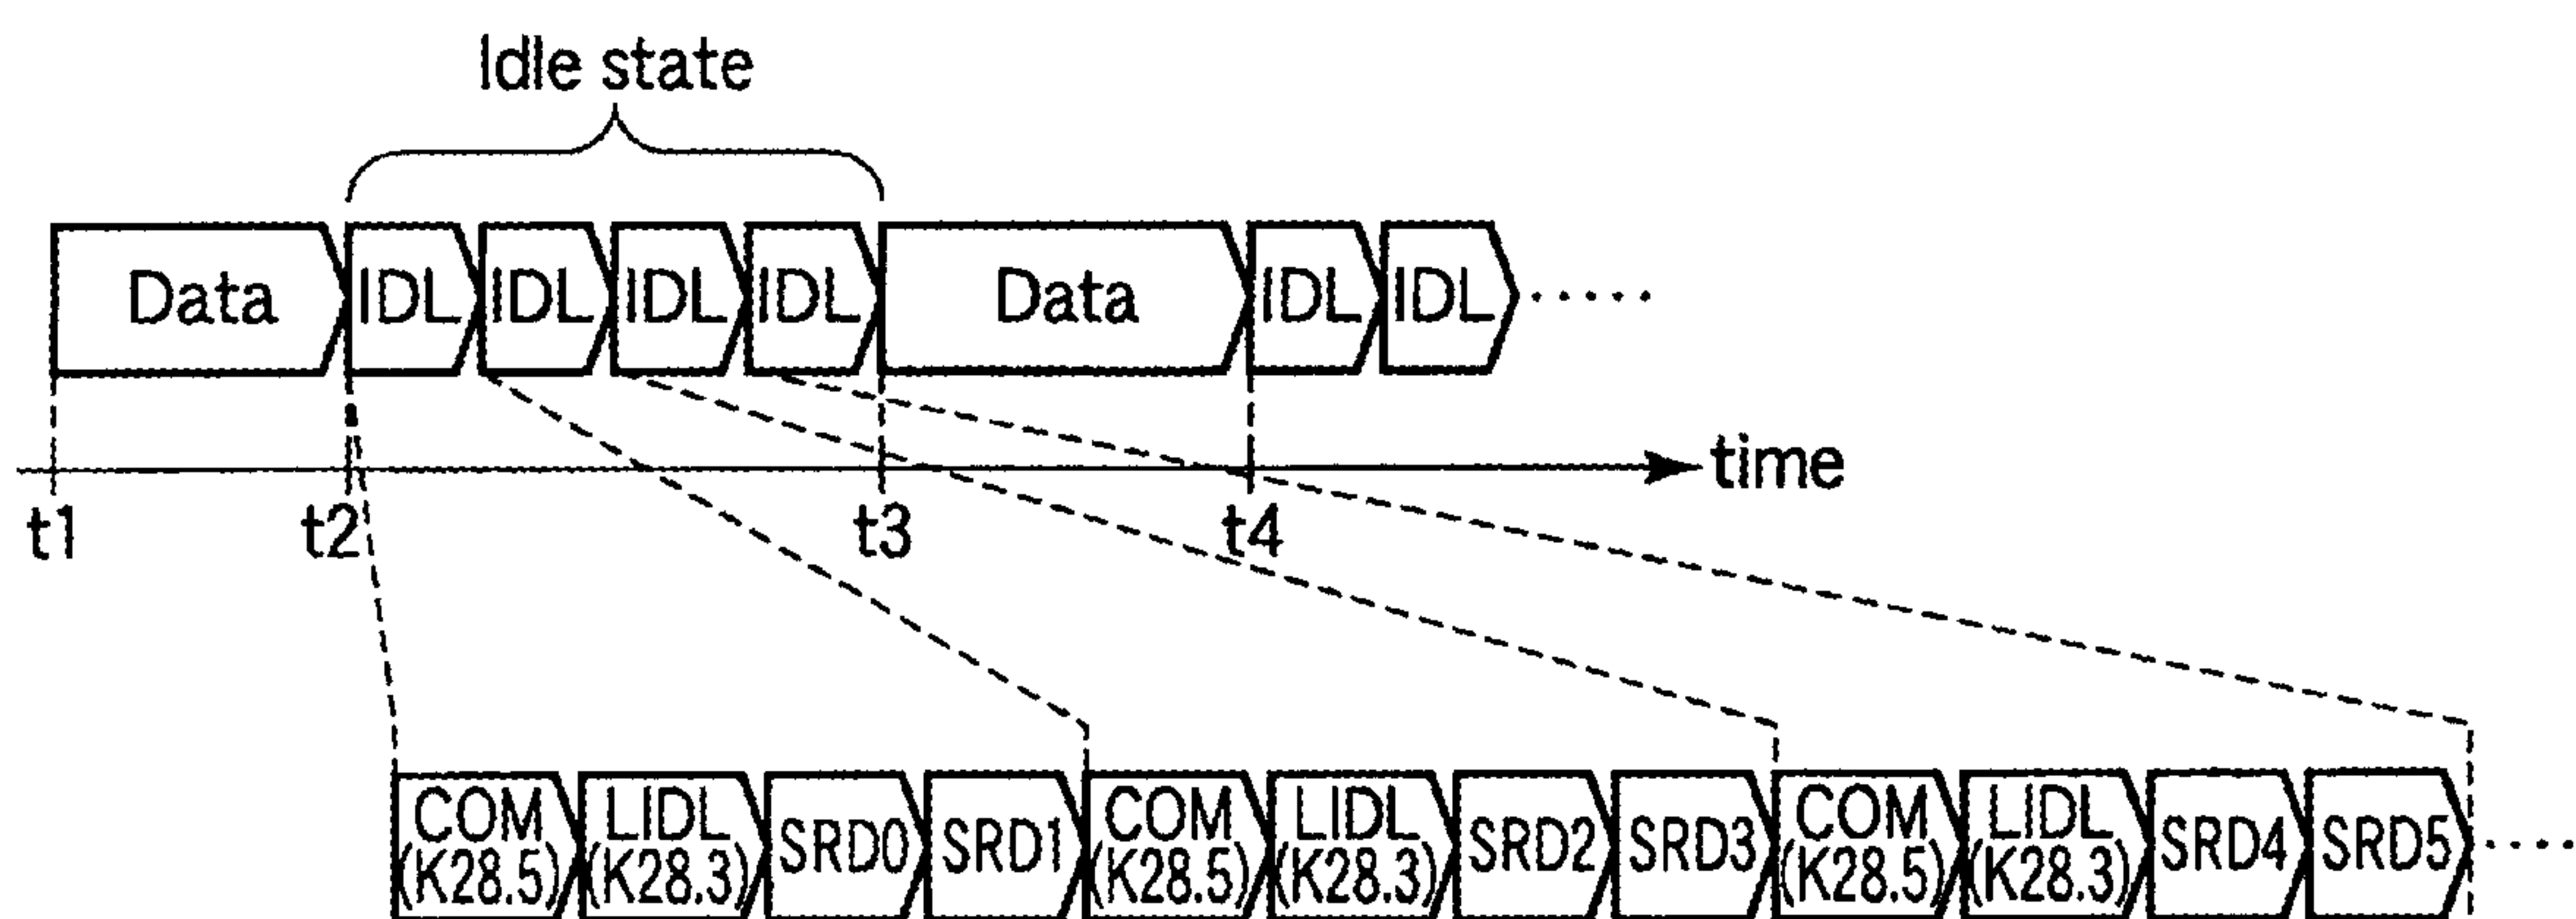 Idle state
Data IDL IDL IDL IDL Data IDL IDL .....
time
t1 t2 t3 t4
COM LIDL SRD0 SRD1 COM LIDL SRD2 SRD3 COM LIDL SRD4 SRD5 ....
(K28.5) (K28.3) (K28.5) (K28.3) (K28.5) (K28.3)